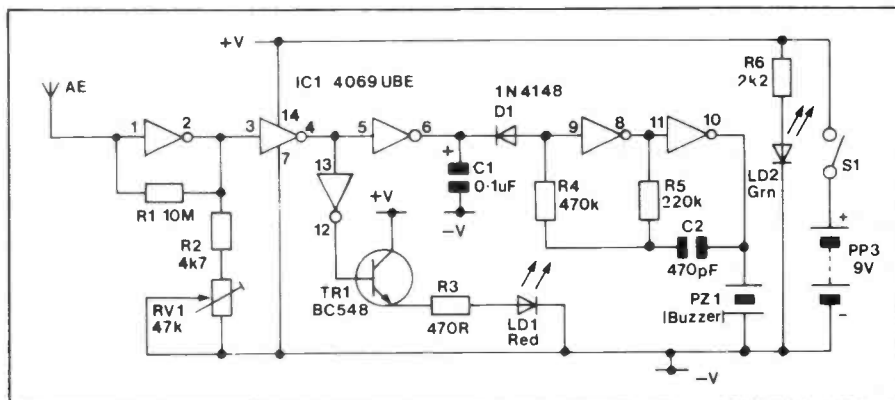 +V
AE
IC1 4069UBE
1
2
3
14
4
7
5
6
1N4148
D1
9
8
11
10
R6
2k2
LD2
Grn
S1
+
PP3
9V
-
R1 10M
R2
4k7
RV1
47k
13
12
+V
TR1
BC548
R3
470R
LD1
Red
+
C1
0·1uF
-V
R4
470k
R5
220k
C2
470pF
PZ1
(Buzzer)
-V